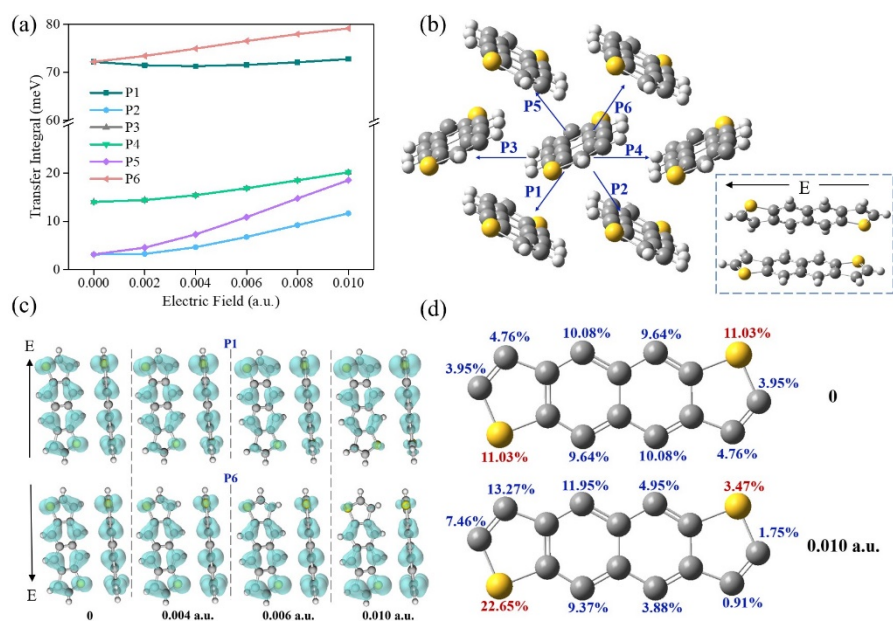 (a)
80
72
60
20
10
0
Transfer Integral (meV)
P1
P2
P3
P4
P5
P6
0.000 0.002 0.004 0.006 0.008 0.010
Electric Field (a.u.)
(b)
P5
P6
P3
P4
P1
P2
E
(c)
E
P1
P6
E
0 0.004 a.u. 0.006 a.u. 0.010 a.u.
(d)
4.76% 10.08% 9.64% 11.03%
3.95% 3.95%
0
11.03% 9.64% 10.08% 4.76%
13.27% 11.95% 4.95% 3.47%
7.46% 1.75%
0.010 a.u.
22.65% 9.37% 3.88% 0.91%